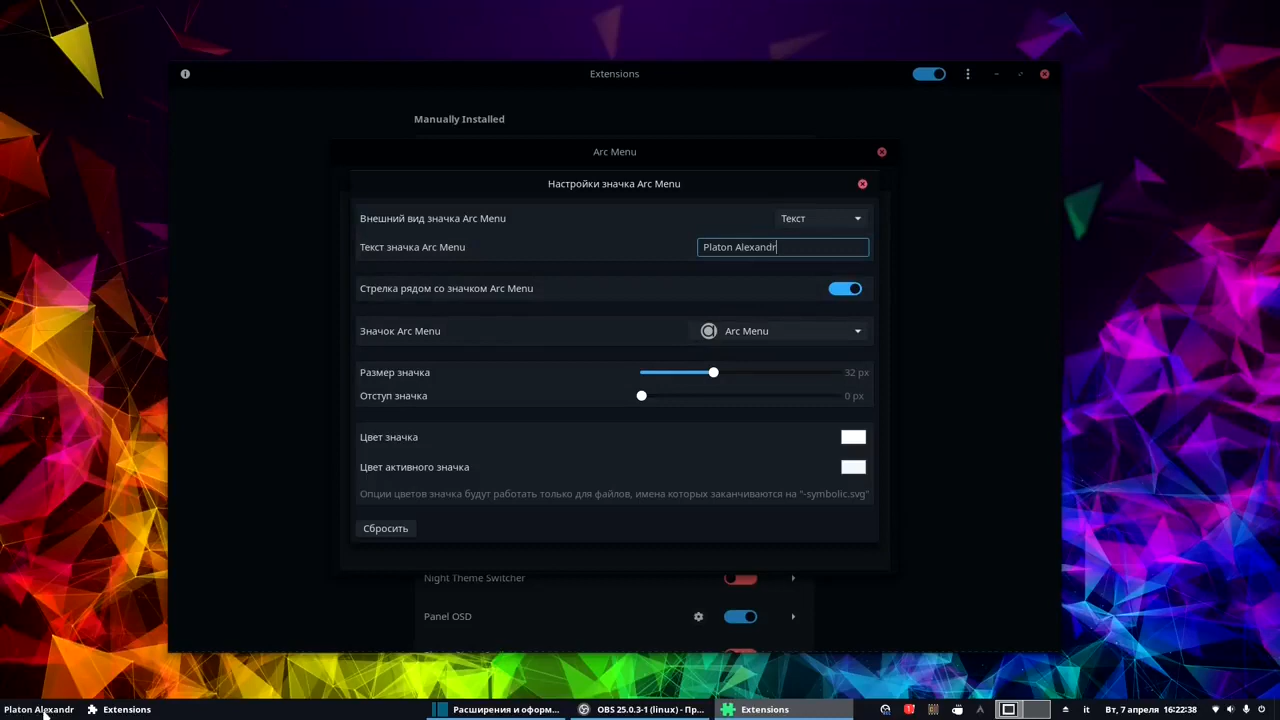 Extensions
Manually Installed
Arc Menu
Настройки значка Arc Menu
Внешний вид значка Arc Menu Текст
Текст значка Arc Menu Platon Alexandr
Стрелка рядом со значком Arc Menu
Значок Arc Menu Arc Menu
Размер значка 32 px
Отступ значка 0 px
Цвет значка
Цвет активного значка
Опции цветов значка будут работать только для файлов, имена которых заканчиваются на "-symbolic.svg"
Сбросить
Night Theme Switcher
Panel OSD
Platon Alexandr Extensions Расширения и оформ... OBS 25.0.3-1 (linux) - Пр... Extensions it Вт, 7 апреля 16:22:38